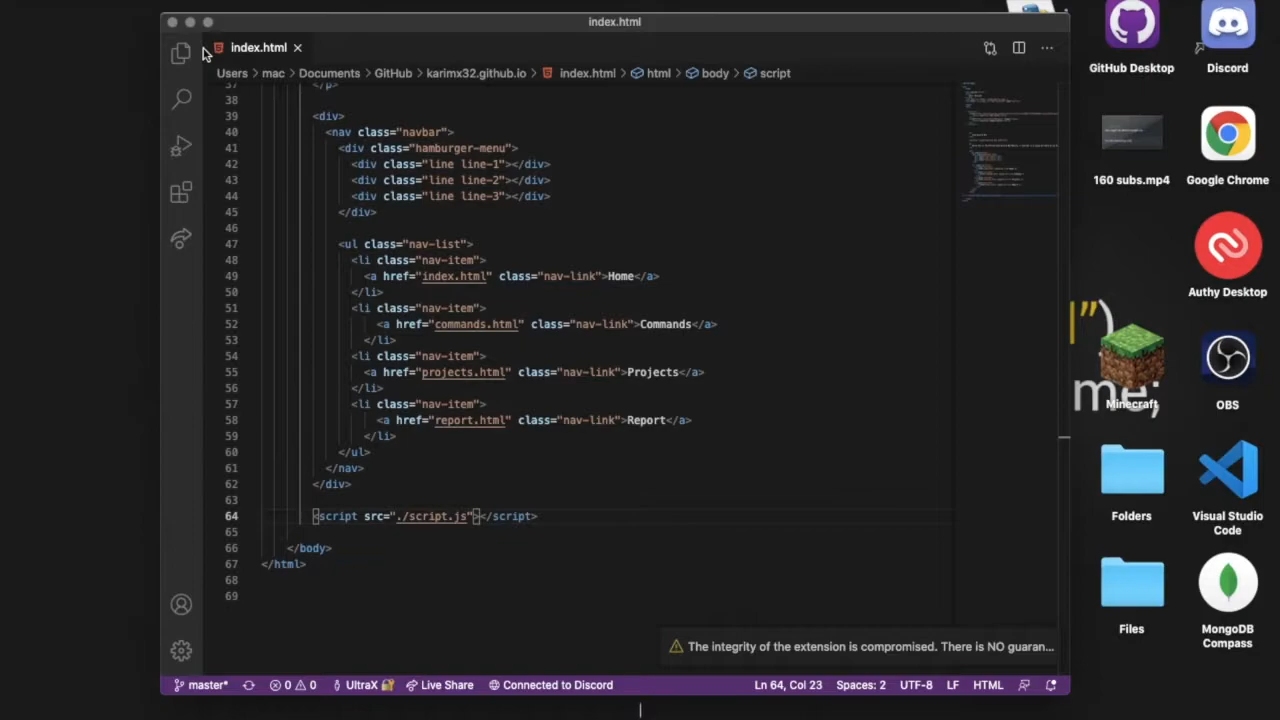 index.html
index.html
Users > mac > Documents > GitHub > karimx32.github.io > index.html > html > body > script
37 </p>
38
39 <div>
40 <nav class="navbar">
41 <div class="hamburger-menu">
42 <div class="line line-1"></div>
43 <div class="line line-2"></div>
44 <div class="line line-3"></div>
45 </div>
46
47 <ul class="nav-list">
48 <li class="nav-item">
49 <a href="index.html" class="nav-link">Home</a>
50 </li>
51 <li class="nav-item">
52 <a href="commands.html" class="nav-link">Commands</a>
53 </li>
54 <li class="nav-item">
55 <a href="projects.html" class="nav-link">Projects</a>
56 </li>
57 <li class="nav-item">
58 <a href="report.html" class="nav-link">Report</a>
59 </li>
60 </ul>
61 </nav>
62 </div>
63
64 <script src="./script.js"></script>
65
66 </body>
67 </html>
68
69
The integrity of the extension is compromised. There is NO guaran...
master* 0 0 UltraX Live Share Connected to Discord Ln 64, Col 23 Spaces: 2 UTF-8 LF HTML
GitHub Desktop
Discord
160 subs.mp4
Google Chrome
Authy Desktop
")
me;
Minecraft
OBS
Folders
Visual Studio
Code
Files
MongoDB
Compass